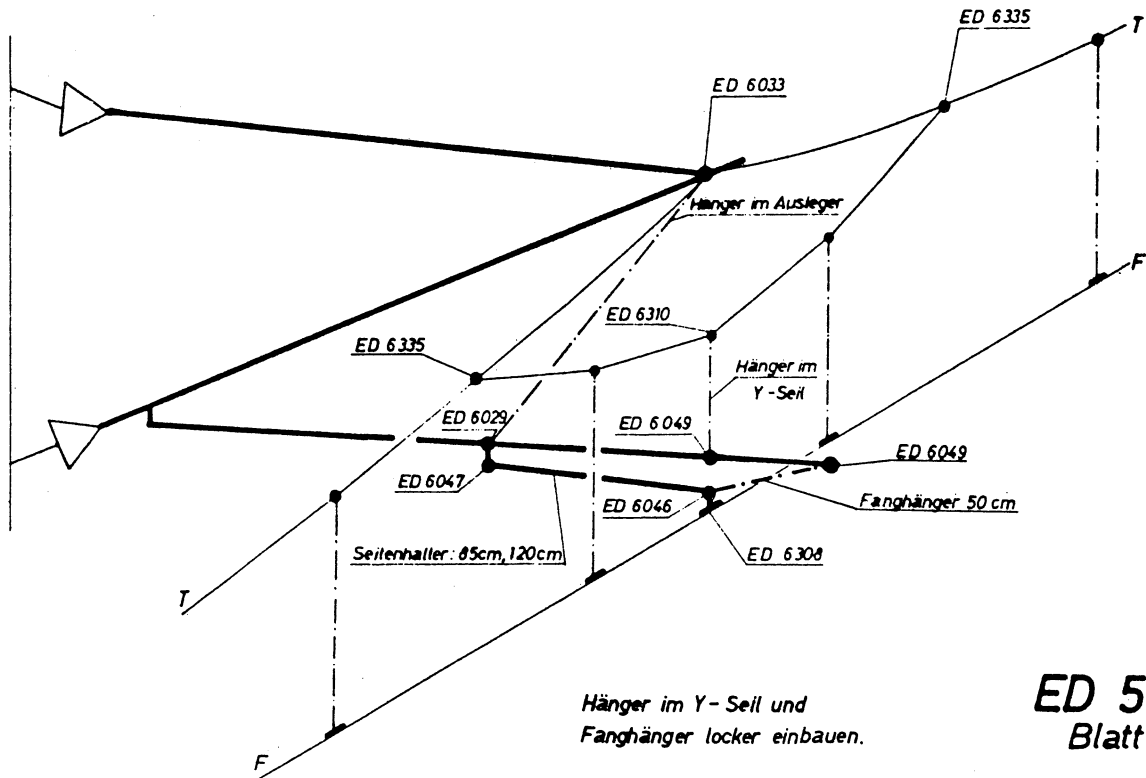 ED 6335
T
ED 6033
Hänger im Ausleger
F
ED 6310
ED 6335
Hänger im
Y-Seil
ED 6029
ED 6049
ED 6049
ED 6047
ED 6046
Fanghänger 50 cm
Seitenhalter: 85cm, 120cm
ED 6308
T
Hänger im Y-Seil und
Fanghänger locker einbauen.
ED 5
Blatt
F